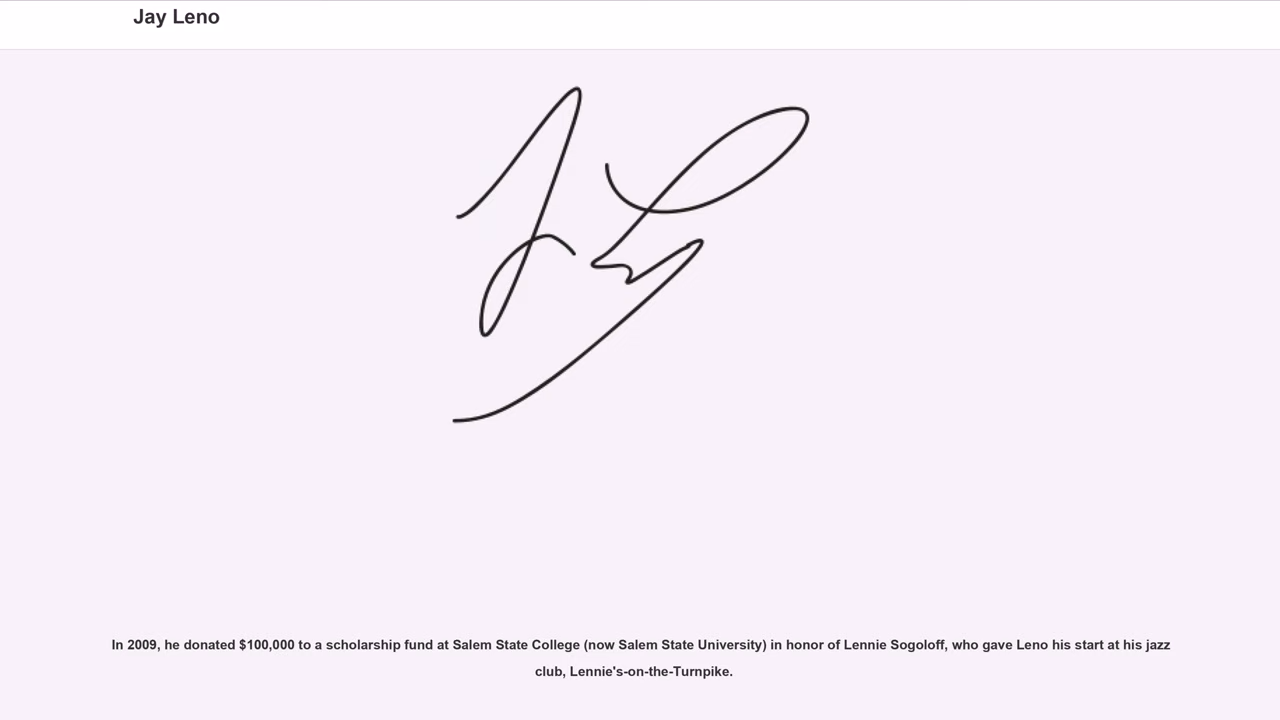 Jay Leno
In 2009, he donated $100,000 to a scholarship fund at Salem State College (now Salem State University) in honor of Lennie Sogoloff, who gave Leno his start at his jazz
club, Lennie's-on-the-Turnpike.